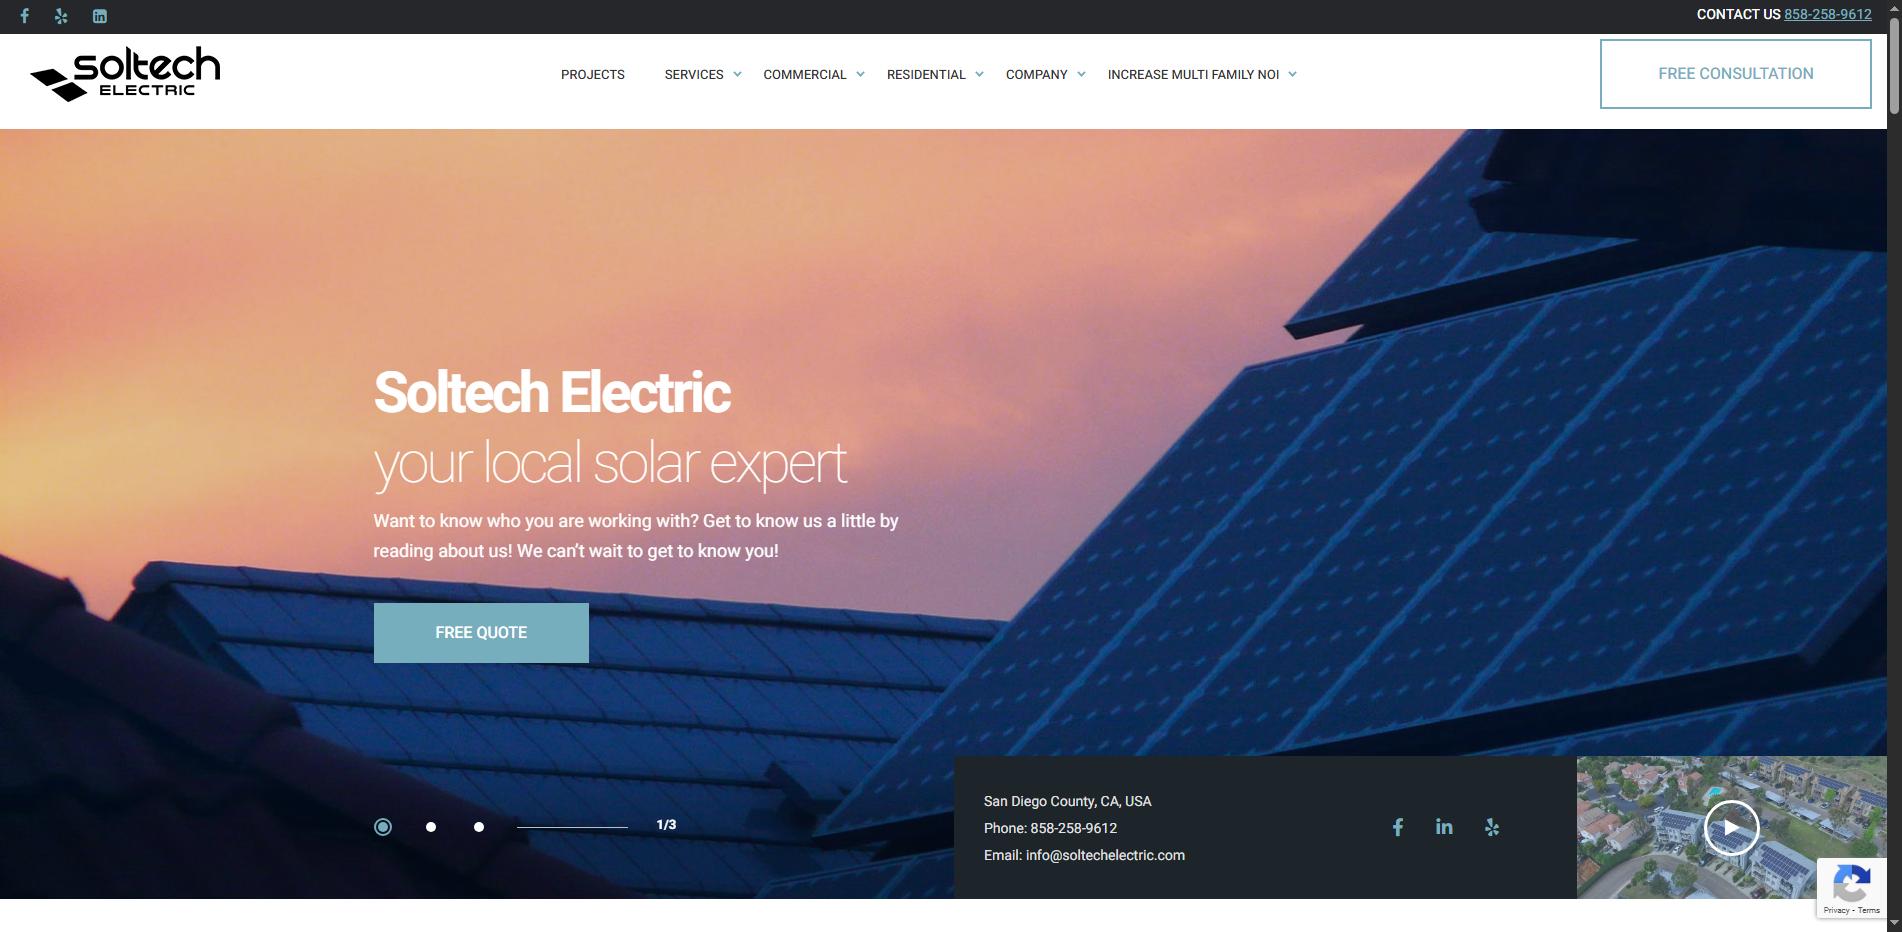 CONTACT US 858-258-9612
soltech
ELECTRIC
PROJECTS SERVICES COMMERCIAL RESIDENTIAL COMPANY INCREASE MULTI FAMILY NOI
FREE CONSULTATION
Soltech Electric
your local solar expert
Want to know who you are working with? Get to know us a little by
reading about us! We can’t wait to get to know you!
FREE QUOTE
1/3
San Diego County, CA, USA
Phone: 858-258-9612
Email: info@soltechelectric.com
Privacy - Terms